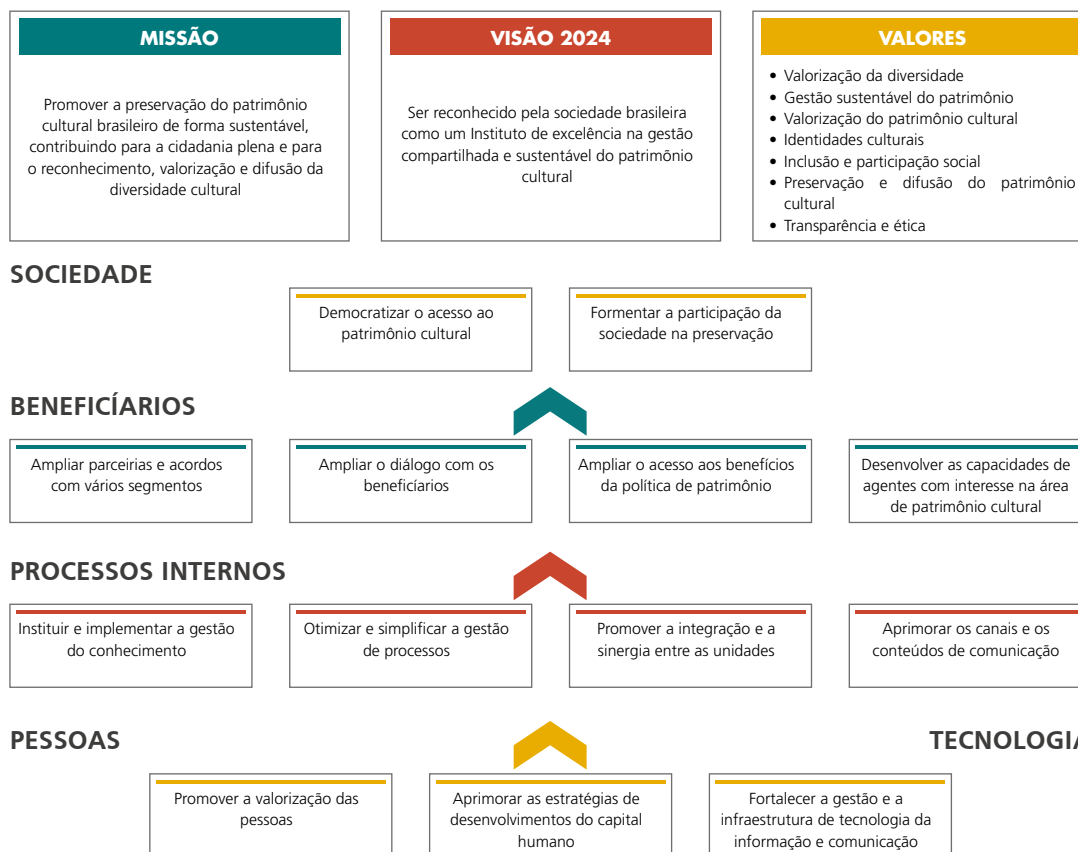 MISSÃO
Promover a preservação do patrimônio
cultural brasileiro de forma sustentável,
contribuindo para a cidadania plena e para
o reconhecimento, valorização e difusão da
diversidade cultural
VISÃO 2024
Ser reconhecido pela sociedade brasileira
como um Instituto de excelência na gestão
compartilhada e sustentável do patrimõnio
cultural
VALORES
• Valorização da diversidade
• Gestão sustentável do patrimônio
• Valorização do patrimônio cultural
• Identidades culturais
• Inclusão e participação social
• Preservação e difusão do patrimônio
cultural
• Transparência e ética
SOCIEDADE
Democratizar o acesso ao
patrimônio cultural
Formentar a participação da
sociedade na preservação
BENEFICÍARIOS
Ampliar parceirias e acordos
com vários segmentos
Ampliar o diálogo com os
beneficíarios
Ampliar o acesso aos benefícios
da política de patrimônio
Desenvolver as capacidades de
agentes com interesse na área
de patrimônio cultural
PROCESSOS INTERNOS
Instituir e implementar a gestão
do conhecimento
Otimizar e simplificar a gestão
de processos
Promover a integração e a
sinergia entre as unidades
Aprimorar os canais e os
conteúdos de comunicação
PESSOAS
TECNOLOGIA
Promover a valorização das
pessoas
Aprimorar as estratégias de
desenvolvimentos do capital
humano
Fortalecer a gestão e a
infraestrutura de tecnologia da
informação e comunicação